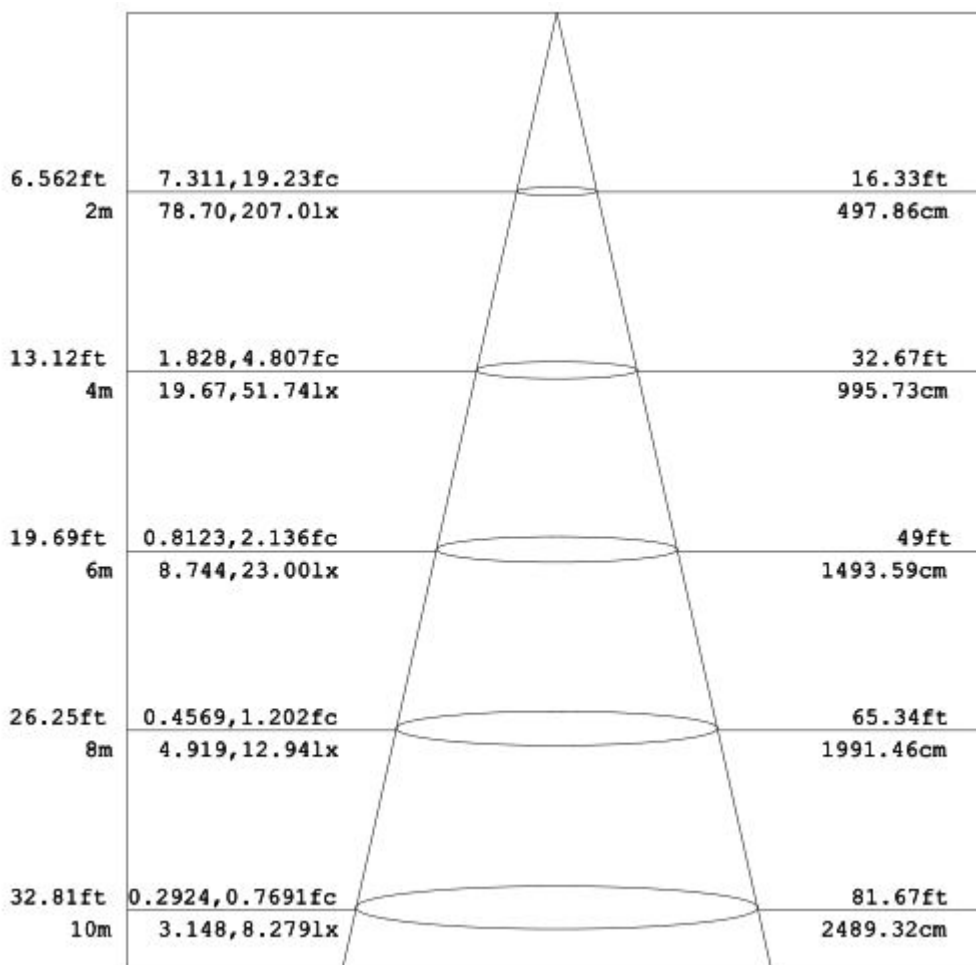 6.562ft 7.311,19.23fc 16.33ft
2m 78.70,207.0lx 497.86cm
13.12ft 1.828,4.807fc 32.67ft
4m 19.67,51.74lx 995.73cm
19.69ft 0.8123,2.136fc 49ft
6m 8.744,23.00lx 1493.59cm
26.25ft 0.4569,1.202fc 65.34ft
8m 4.919,12.94lx 1991.46cm
32.81ft 0.2924,0.7691fc 81.67ft
10m 3.148,8.279lx 2489.32cm